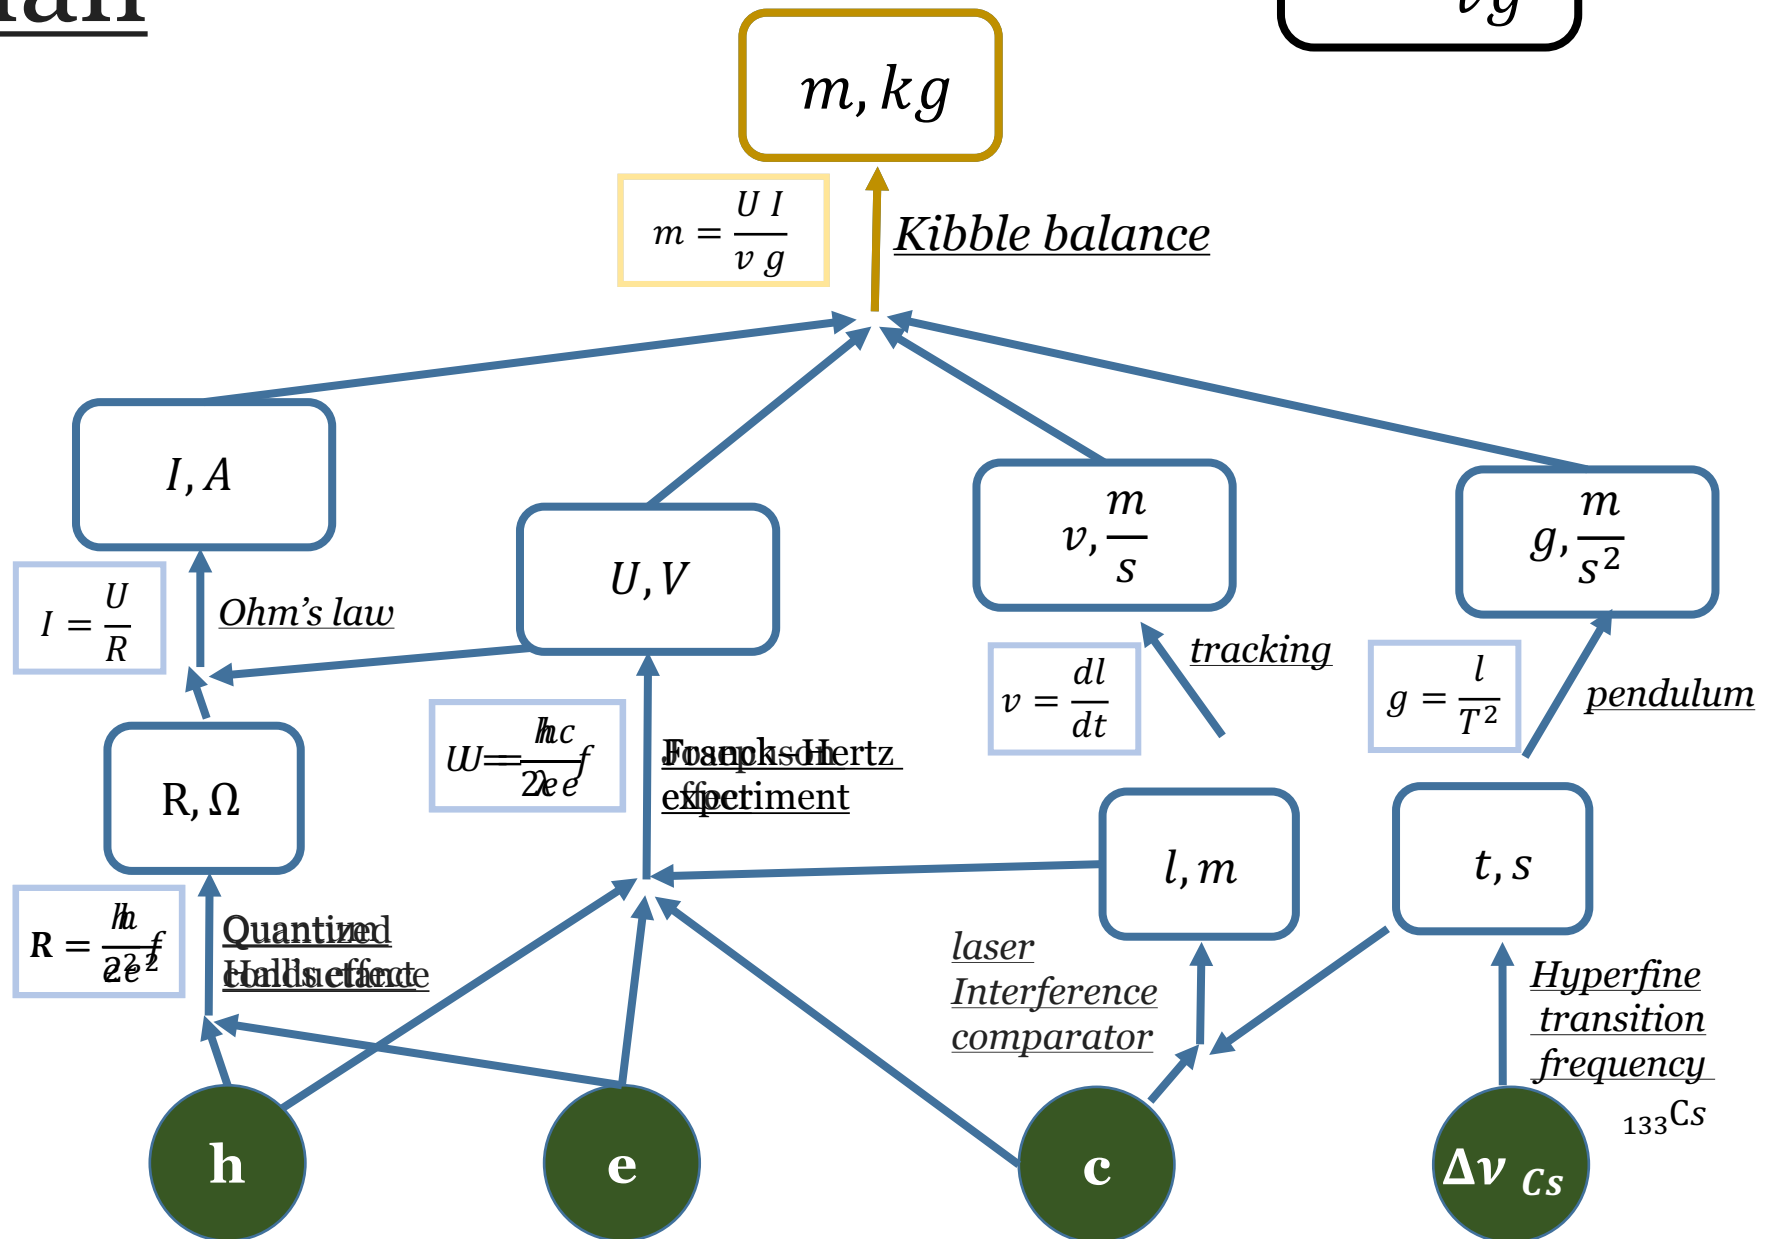 m, kg
m = U I / v g
Kibble balance
I, A
U, V
v, m/s
g, m/s²
I = U/R
Ohm's law
v = dl/dt
tracking
g = l/T²
pendulum
R, Ω
l, m
t, s
laser
Interference
comparator
Hyperfine
transition
frequency
₁₃₃Cs
h
e
c
Δν Cs